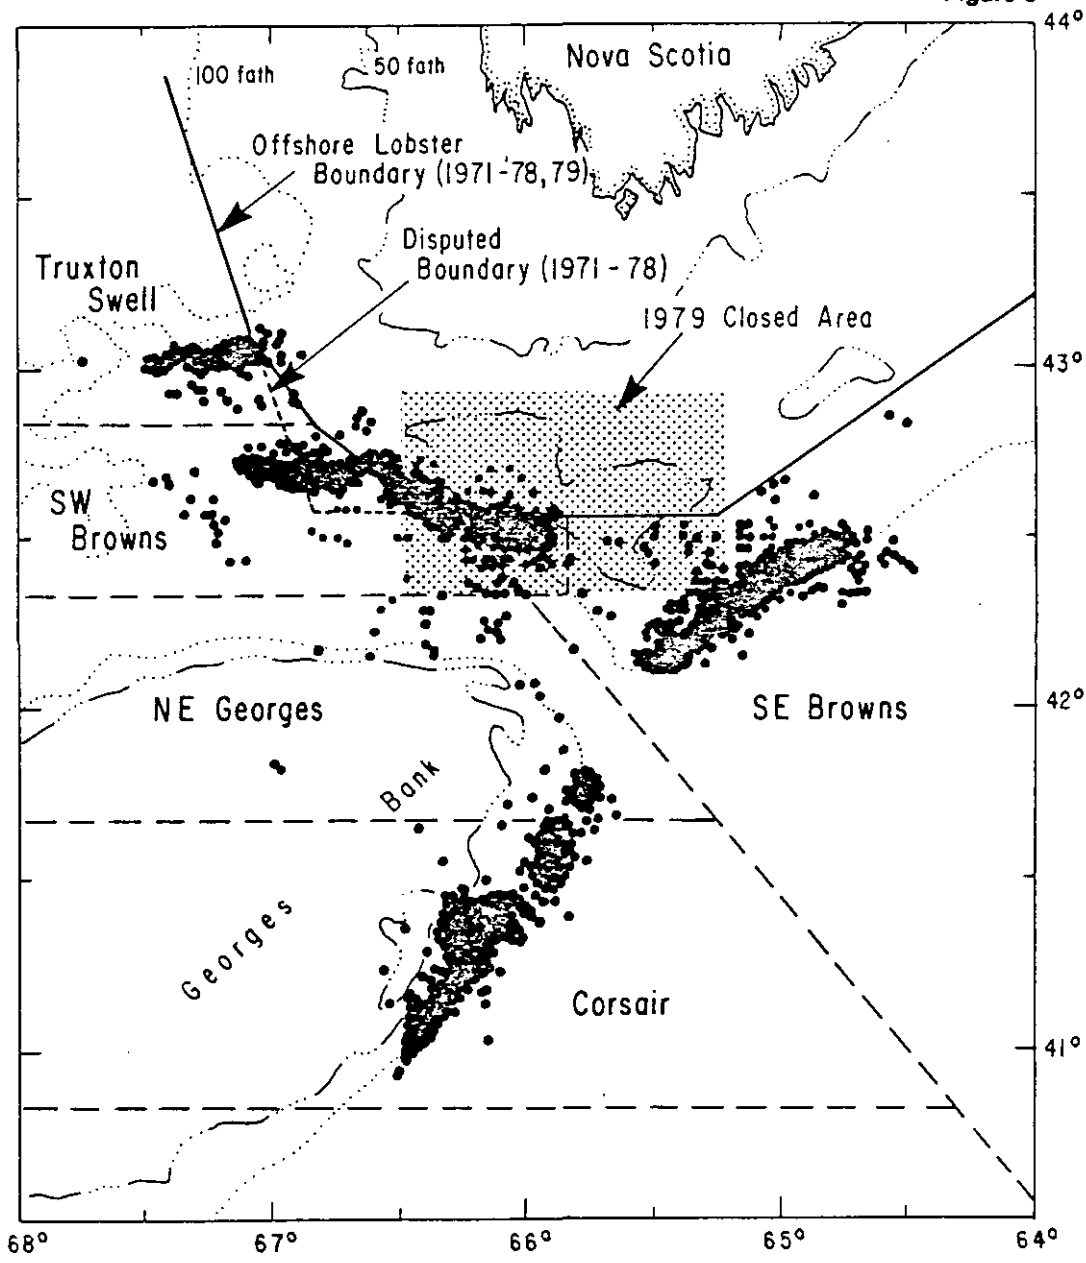 44°
Nova Scotia
100 fath
50 fath
Offshore Lobster
Boundary (1971-78,79)
Disputed
Boundary (1971-78)
Truxton
Swell
1979 Closed Area
43°
SW
Browns
NE Georges
SE Browns
42°
Bank
Georges
Corsair
41°
68°
67°
66°
65°
64°